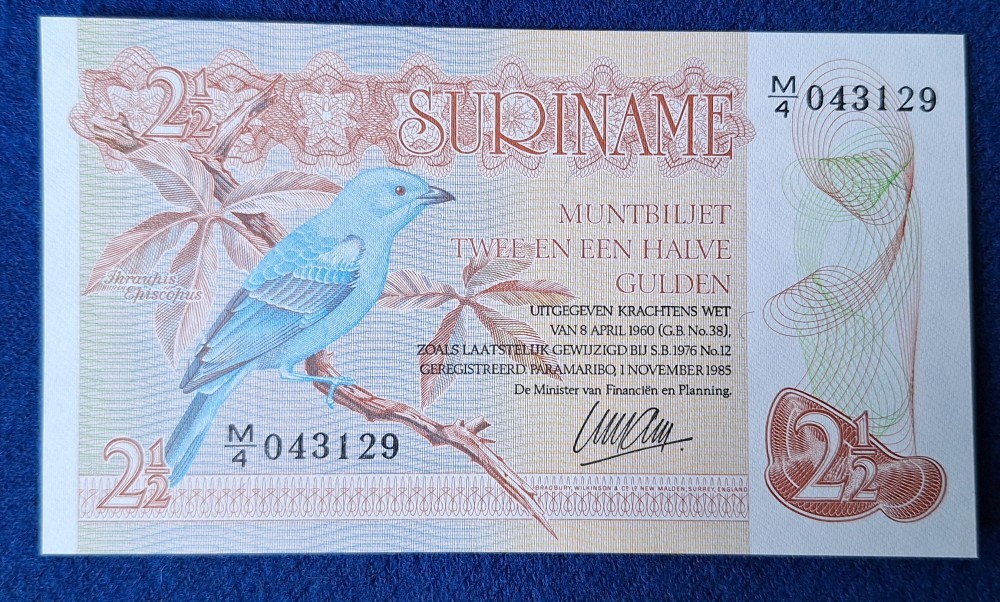 2½
SURINAME
M/4 043129
MUNTBILJET
TWEE EN EEN HALVE
GULDEN
Thraupis
Episcopus
UITGEGEVEN KRACHTENS WET
VAN 8 APRIL 1960 (G.B. No. 38),
ZOALS LAATSTELIJK GEWIJZIGD BIJ S.B. 1976 No. 12
GEREGISTREERD PARAMARIBO, 1 NOVEMBER 1985
De Minister van Financiën en Planning.
M/4 043129
2½
2½
BRADBURY, WILKINSON & Cº Lº NEW MALDEN, SURREY, ENGLAND